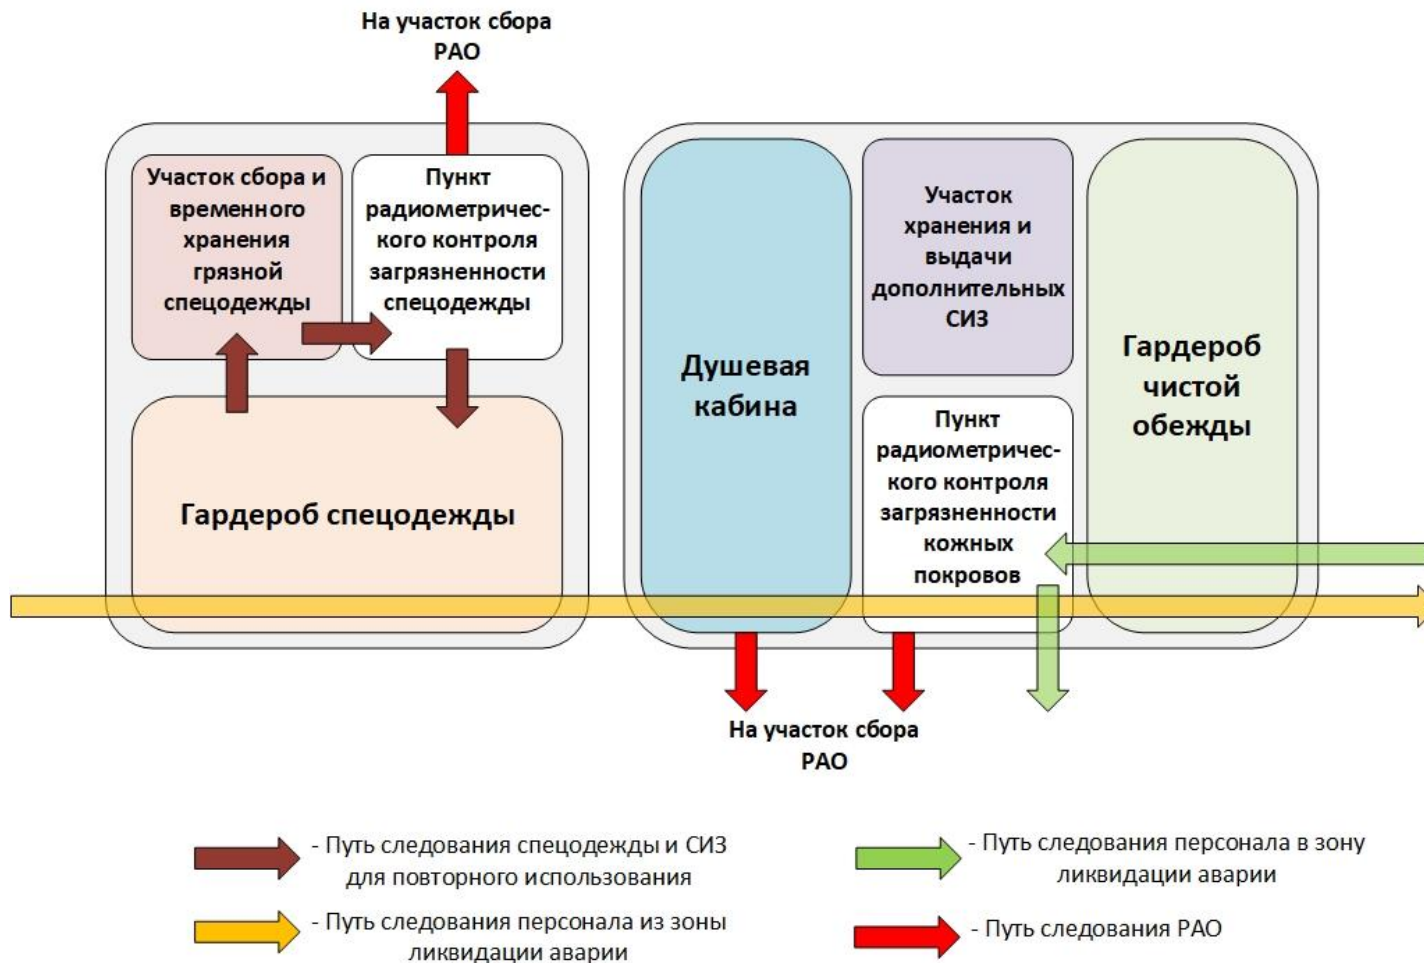 На участок сбора
РАО
Участок сбора и
временного
хранения
грязной
спецодежды
Пункт
радиометричес-
кого контроля
загрязненности
спецодежды
Гардероб спецодежды
Душевая
кабина
Участок
хранения и
выдачи
дополнительных
СИЗ
Пункт
радиометричес-
кого контроля
загрязненности
кожных
покровов
Гардероб
чистой
обежды
На участок сбора
РАО
- Путь следования спецодежды и СИЗ
для повторного использования
- Путь следования персонала из зоны
ликвидации аварии
- Путь следования персонала в зону
ликвидации аварии
- Путь следования РАО